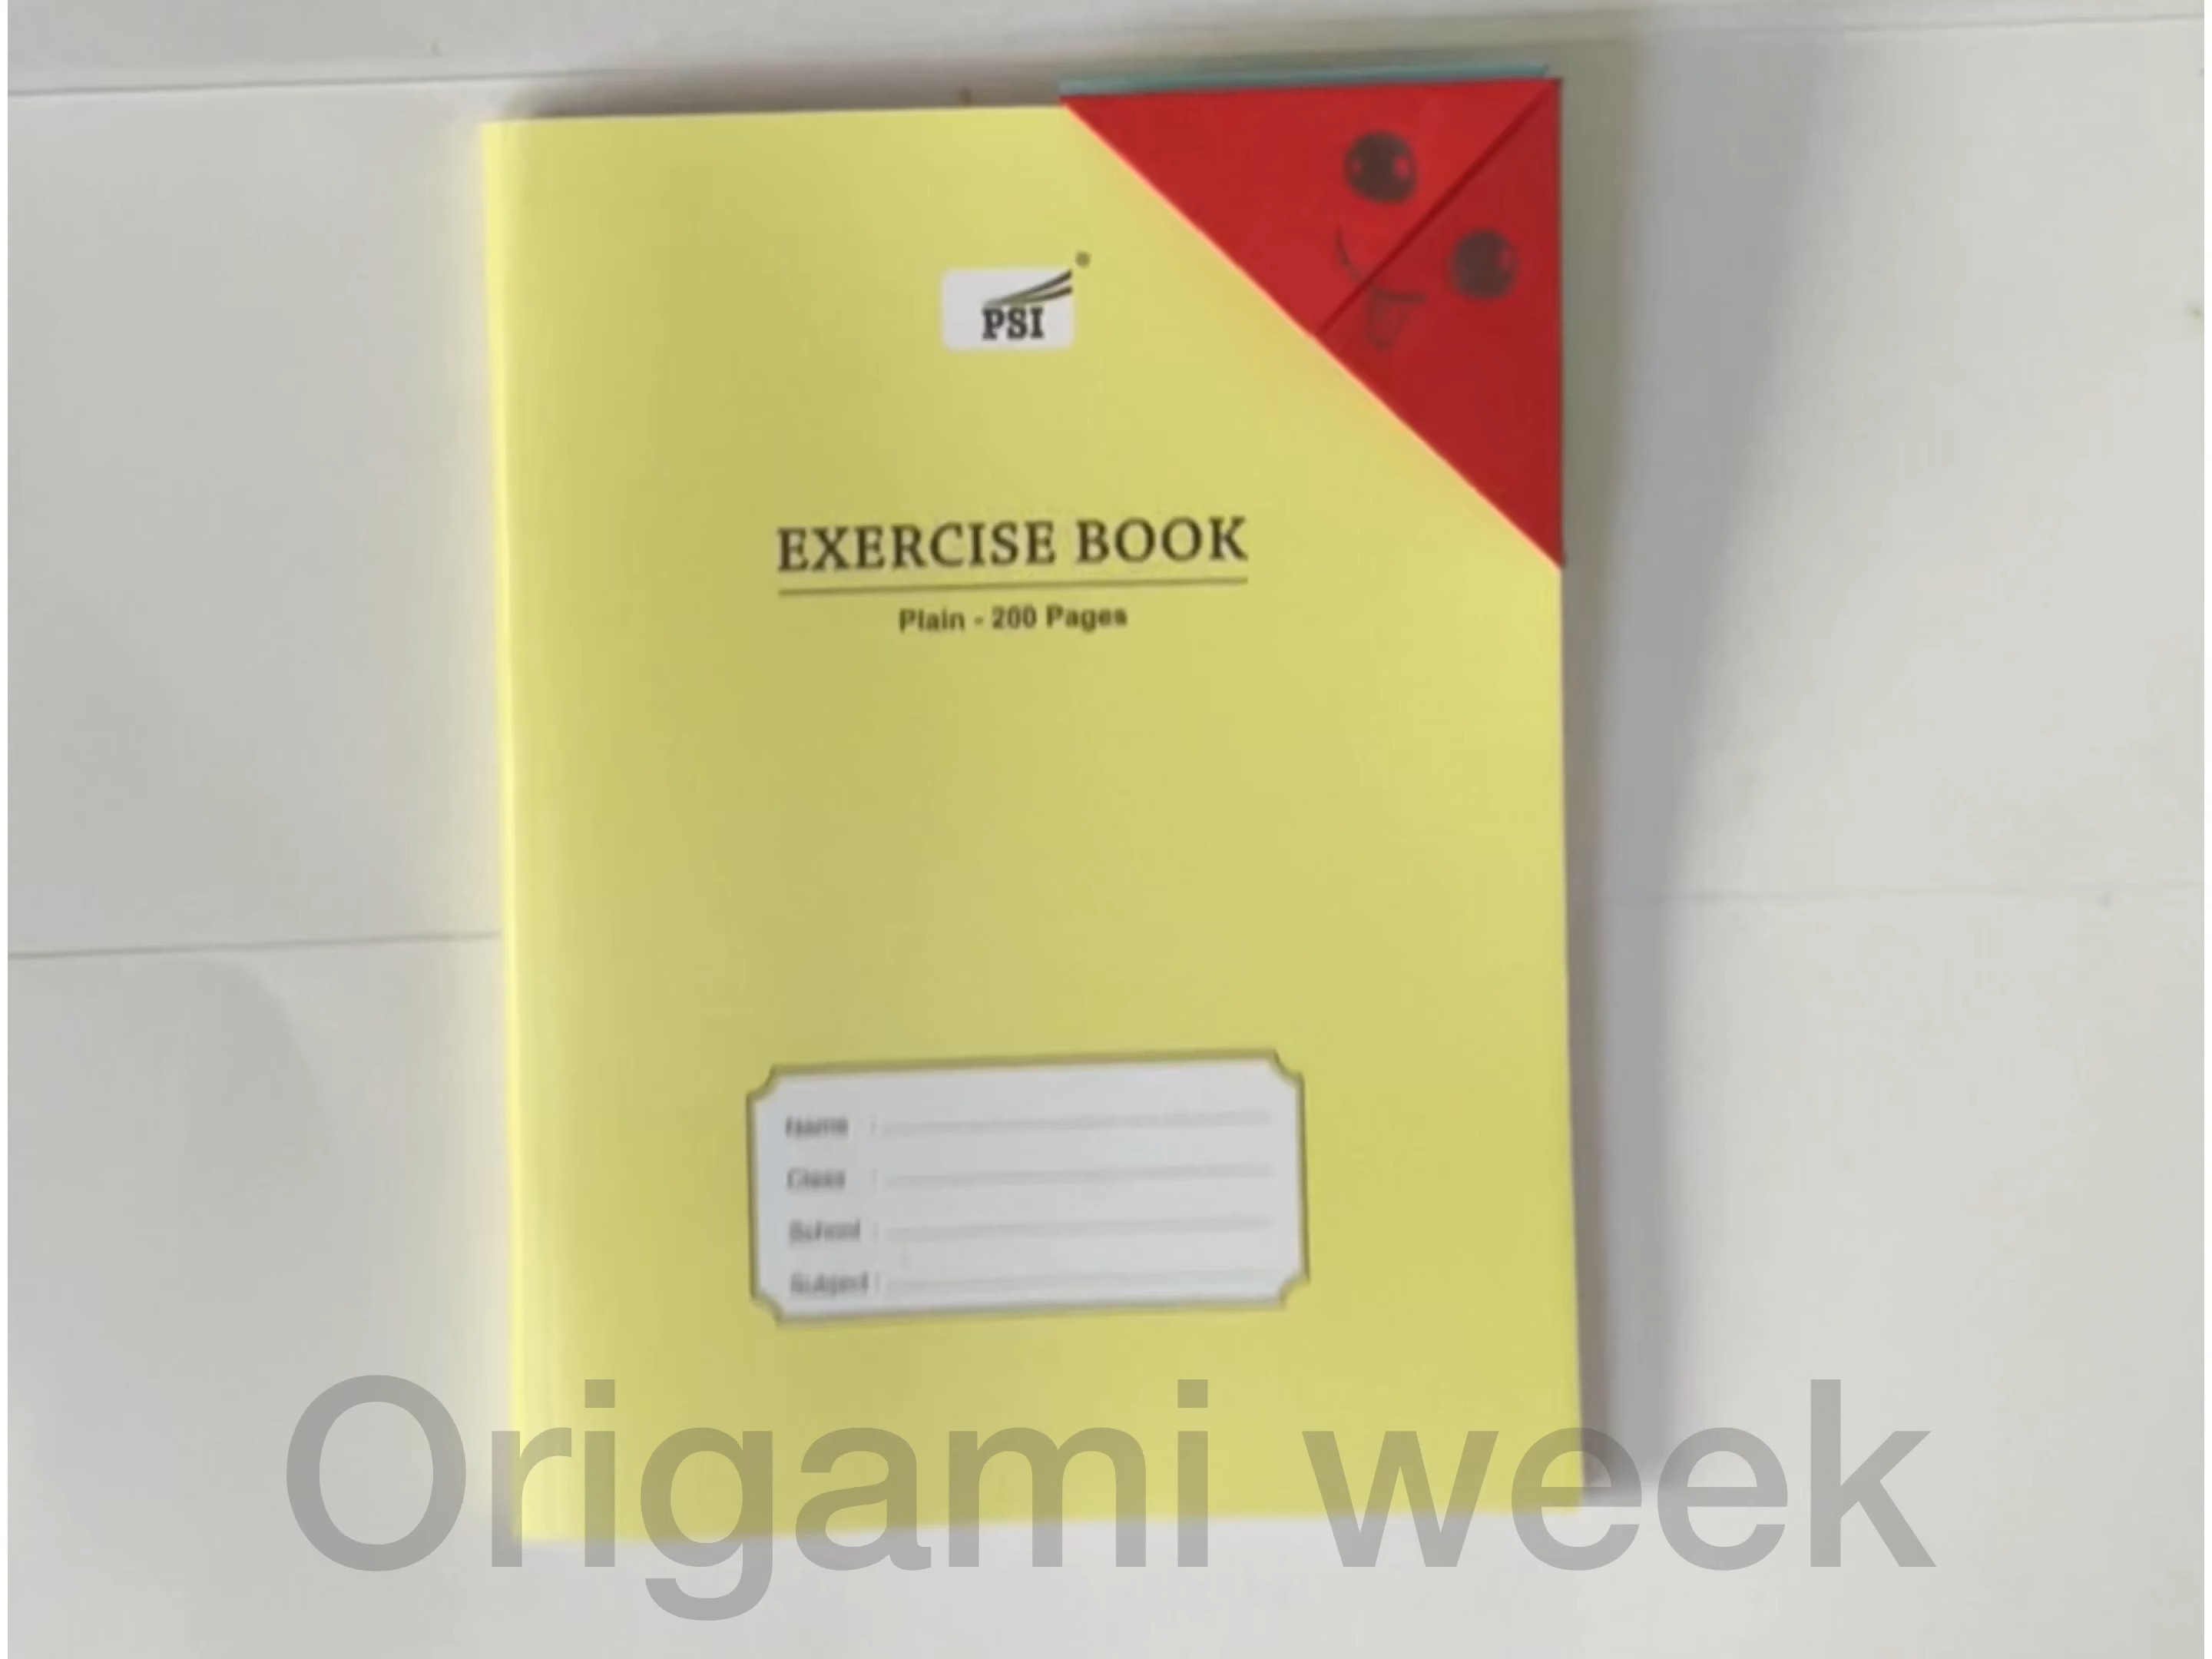 PSI
EXERCISE BOOK
Plain - 200 Pages
Name :
Class :
School :
Subject :
Origami week